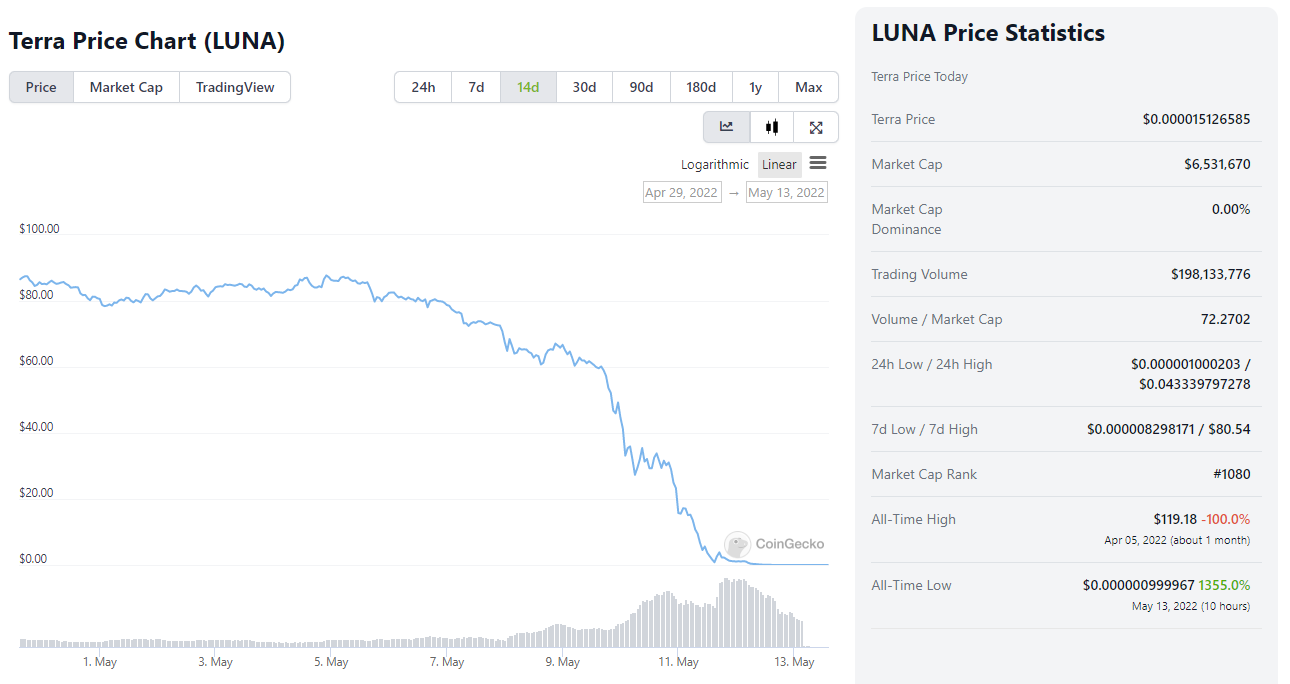 Terra Price Chart (LUNA)
Price Market Cap TradingView
24h 7d 14d 30d 90d 180d 1y Max
Logarithmic Linear
Apr 29, 2022 → May 13, 2022
$100.00
$80.00
$60.00
$40.00
$20.00
$0.00
CoinGecko
1. May 3. May 5. May 7. May 9. May 11. May 13. May
LUNA Price Statistics
Terra Price Today
Terra Price $0.000015126585
Market Cap $6,531,670
Market Cap
Dominance 0.00%
Trading Volume $198,133,776
Volume / Market Cap 72.2702
24h Low / 24h High $0.000001000203 /
$0.043339797278
7d Low / 7d High $0.000008298171 / $80.54
Market Cap Rank #1080
All-Time High $119.18 -100.0%
Apr 05, 2022 (about 1 month)
All-Time Low $0.000000999967 1355.0%
May 13, 2022 (10 hours)